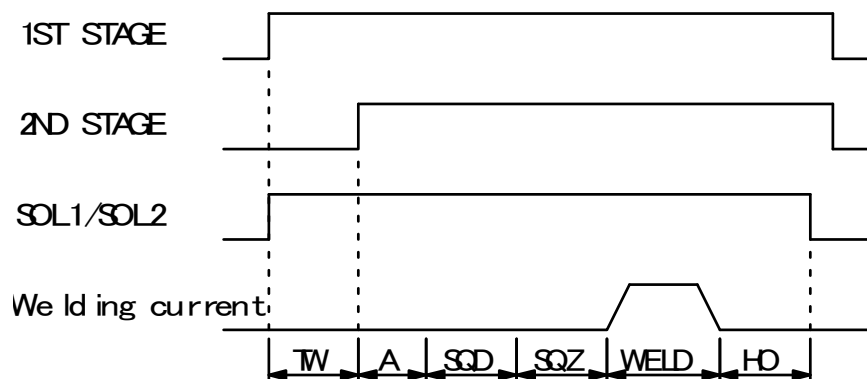 1ST STAGE
2ND STAGE
SOL1/SOL2
Welding current
TW A SQD SQZ WELD HO